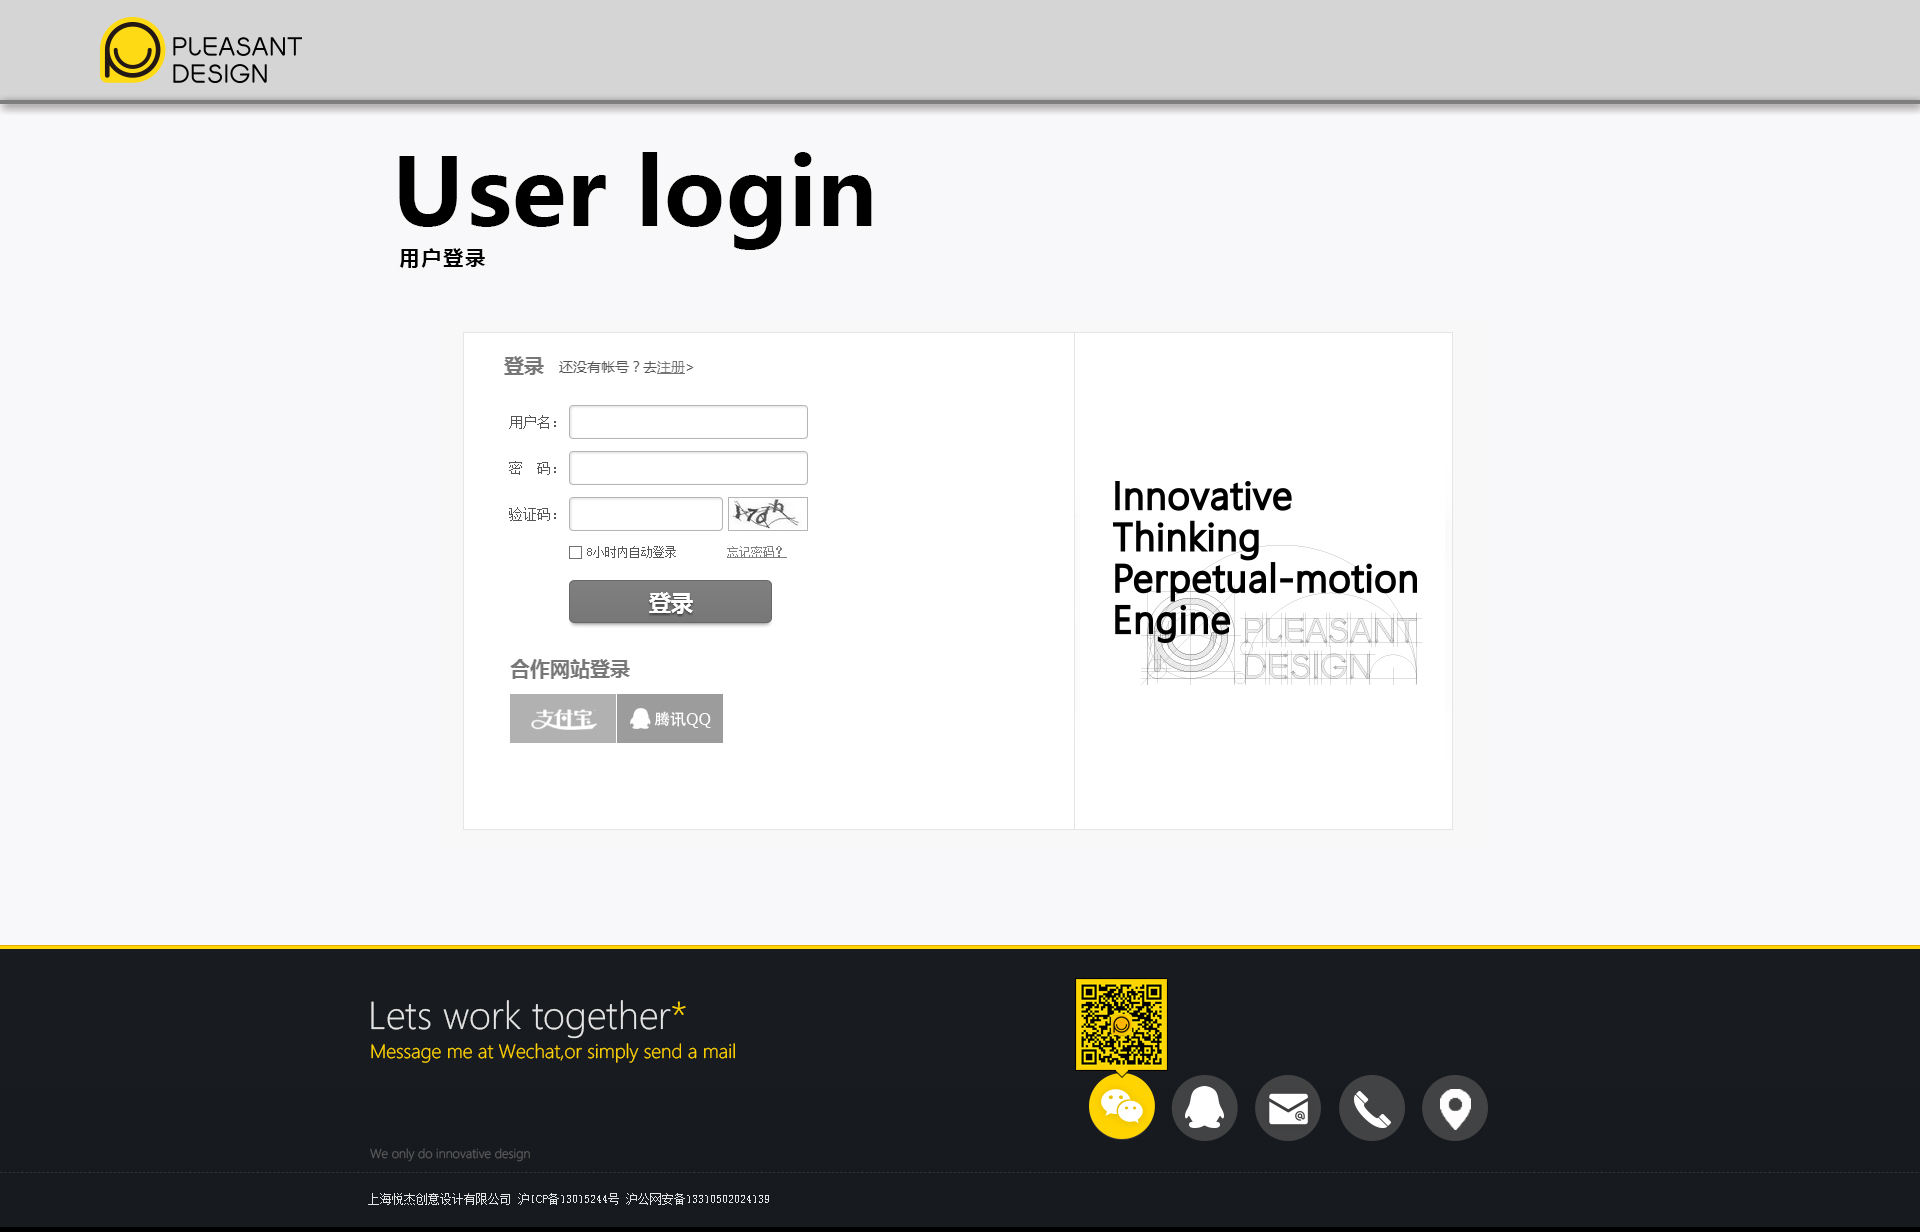 PLEASANT
DESIGN
User login
用户登录
登录 还没有帐号？去注册>
用户名：
密 码：
验证码：
8小时内自动登录 忘记密码？
登录
合作网站登录
支付宝 腾讯QQ
Innovative
Thinking
Perpetual-motion
Engine
PLEASANT
DESIGN
Lets work together*
Message me at Wechat,or simply send a mail
We only do innovative design
上海悦杰创意设计有限公司 沪ICP备13015244号 沪公网安备13310502024139